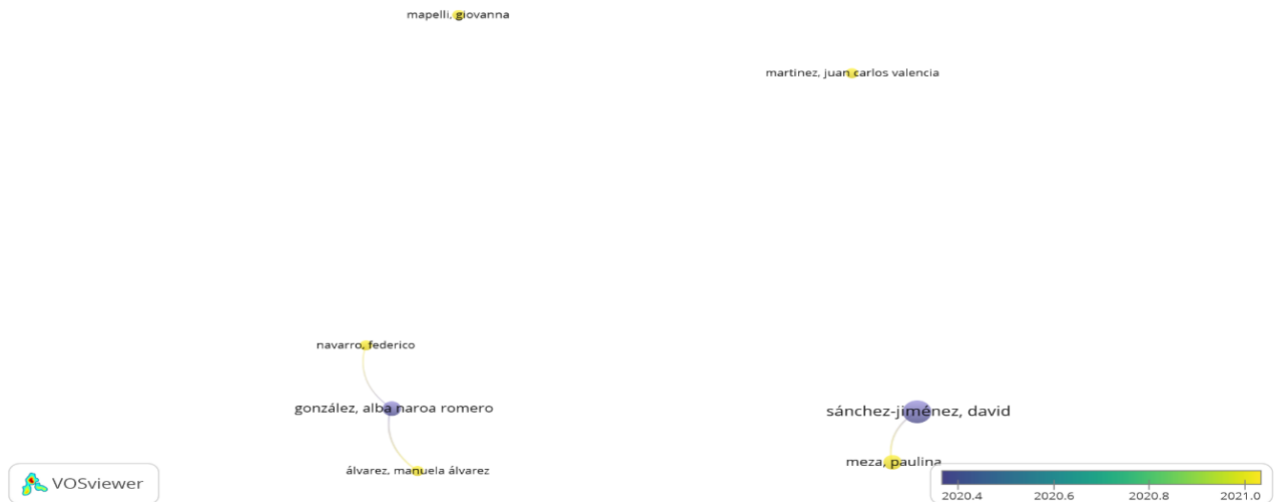 mapelli, giovanna
martinez, juan carlos valencia
navarro, federico
gonzález, alba naroa romero
sánchez-jiménez, david
meza, paulina
álvarez, manuela álvarez
VOSviewer
2020.4 2020.6 2020.8 2021.0